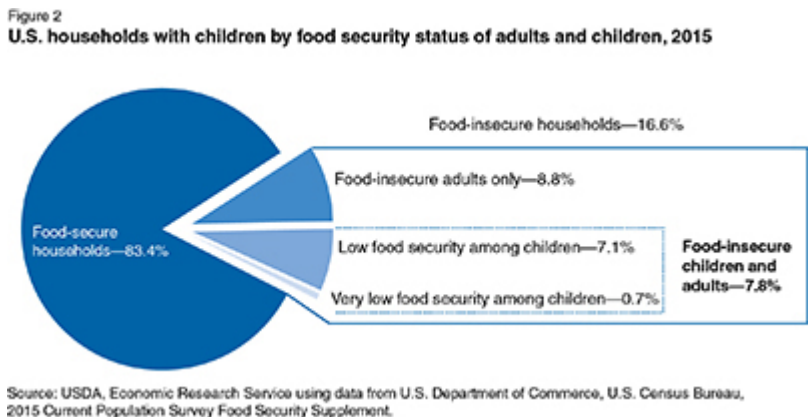 Figure 2
U.S. households with children by food security status of adults and children, 2015
Food-insecure households—16.6%
Food-insecure adults only—8.8%
Food-secure
households—83.4%
Low food security among children—7.1%
Food-insecure
children and
adults—7.8%
Very low food security among children—0.7%
Source: USDA, Economic Research Service using data from U.S. Department of Commerce, U.S. Census Bureau,
2015 Current Population Survey Food Security Supplement.